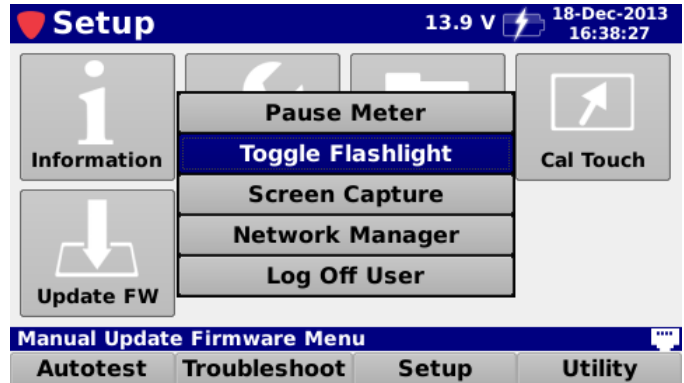 Setup
13.9 V
18-Dec-2013
16:38:27
Pause Meter
Information
Toggle Flashlight
Cal Touch
Screen Capture
Network Manager
Log Off User
Update FW
Manual Update Firmware Menu
Autotest
Troubleshoot
Setup
Utility